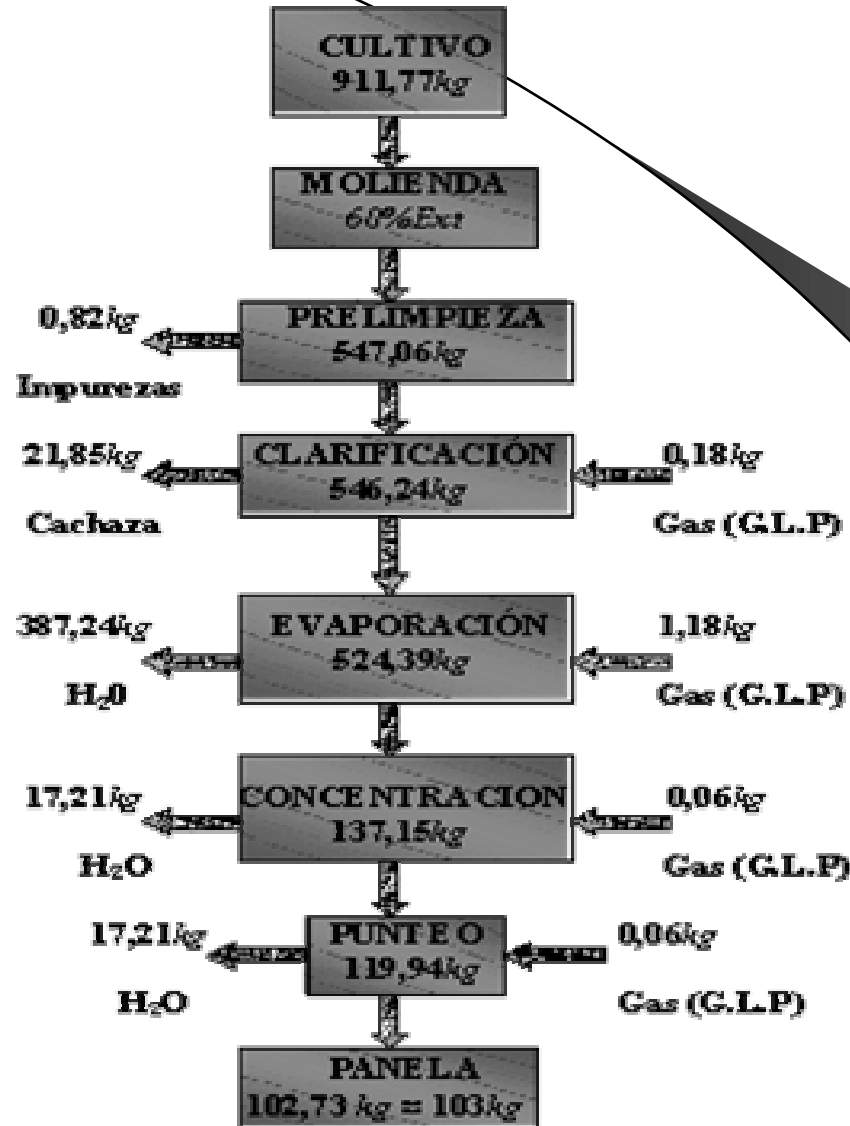 CULTIVO
911,77kg
MOLIENDA
60%Ext
PRELIMPIEZA
547,06kg
0,82kg
Impurezas
CLARIFICACIÓN
546,24kg
21,85kg
Cachaza
0,18kg
Gas (G.L.P)
EVAPORACIÓN
524,39kg
387,24kg
H₂0
1,18kg
Gas (G.L.P)
CONCENTRACION
137,15kg
17,21kg
H₂O
0,06kg
Gas (G.L.P)
PUNTEO
119,94kg
17,21kg
H₂O
0,06kg
Gas (G.L.P)
PANELA
102,73 kg = 103kg